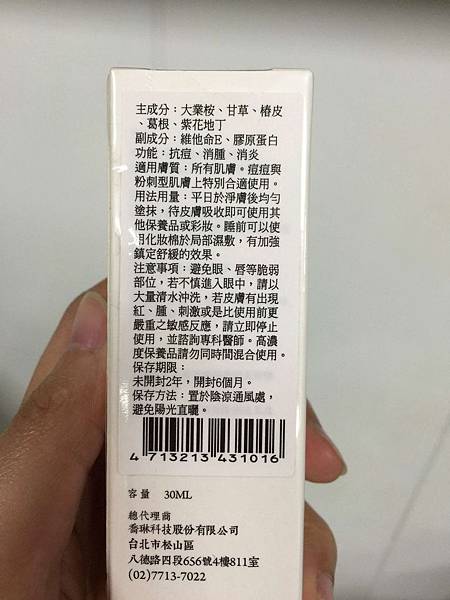 主成分：大業桉、甘草、樁皮
、葛根、紫花地丁
副成分：維他命E、膠原蛋白
功能：抗痘、消腫、消炎
適用膚質：所有肌膚。痘痘與
粉刺型肌膚上特別合適使用。
用法用量：平日於淨膚後均勻
塗抹，待皮膚吸收即可使用其
他保養品或彩妝。睡前可以使
用化妝棉於局部濕敷，有加強
鎮定舒緩的效果。
注意事項：避免眼、唇等脆弱
部位，若不慎進入眼中，請以
大量清水沖洗，若皮膚有出現
紅、腫、刺激或是比使用前更
嚴重之敏感反應，請立即停止
使用，並諮詢專科醫師。高濃
度保養品請勿同時間混合使用。
保存期限：
未開封2年，開封6個月。
保存方法：置於陰涼通風處，
避免陽光直曬。
4 713213 431016
容量 30ML
總代理商
喬琳科技股份有限公司
台北市松山區
八德路四段656號4樓811室
(02)7713-7022